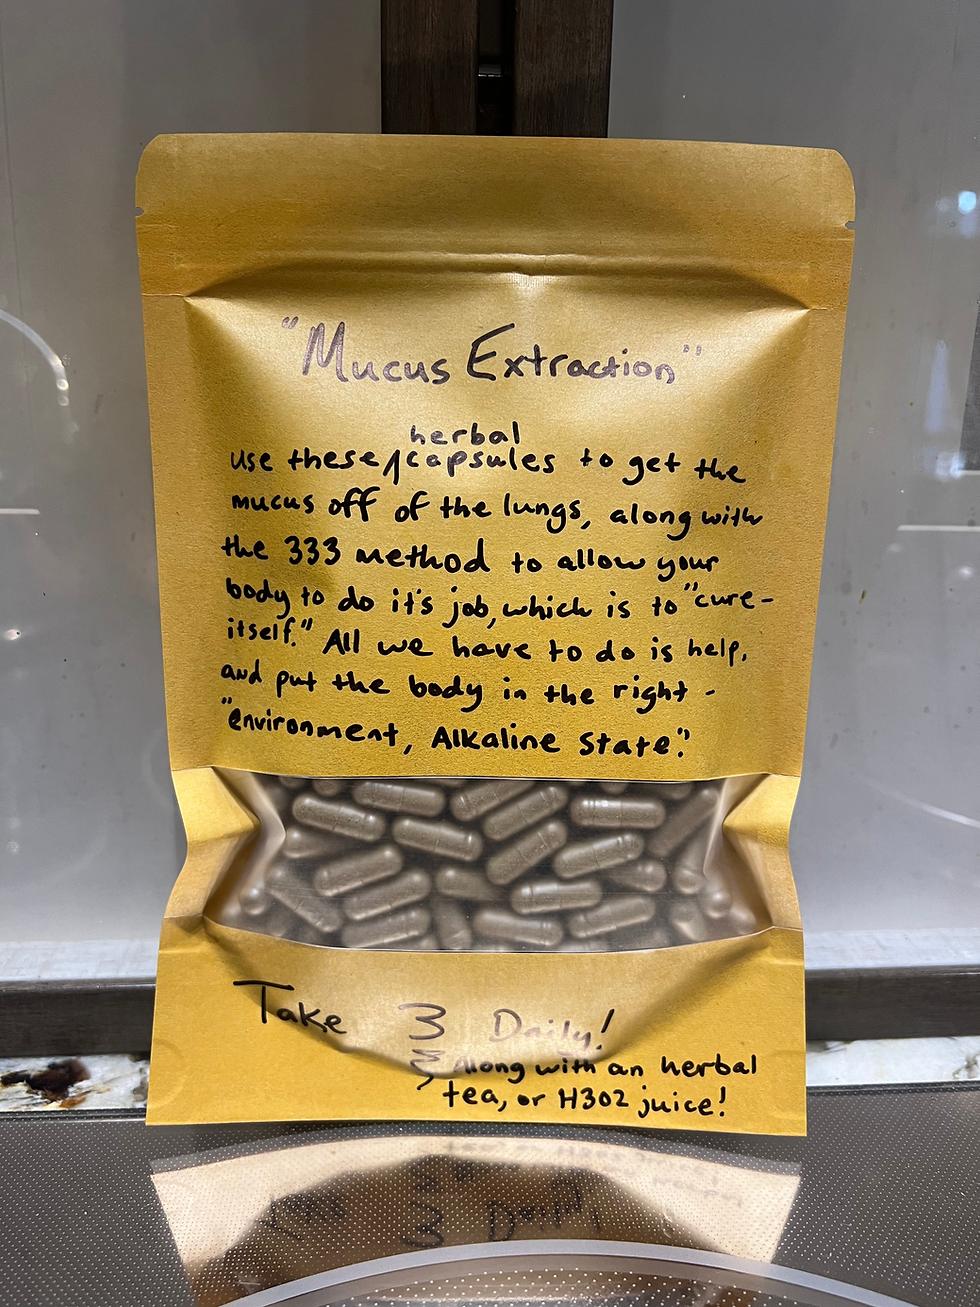 "Mucus Extraction"
herbal
use these capsules to get the
mucus off of the lungs, along with
the 333 method to allow your
body to do it's job, which is to "cure-
itself." All we have to do is help,
and put the body in the right -
"environment, Alkaline State".
Take 3 Daily!
3 Along with an herbal
tea, or H302 juice!